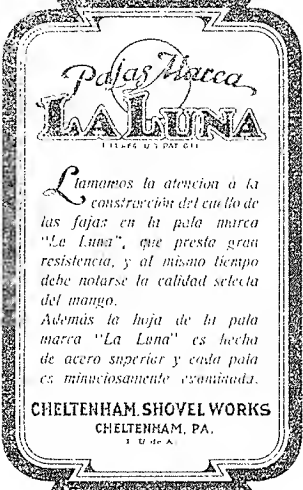 Palas Marca
LA LUNA
Llamamos la atencion á la
construcción del cuello de
las fajas en la pala marca
"La Luna", que presta gran
resistencia, y al mismo tiempo
debe notarse la calidad selecta
del mango.
Además la hoja de la pala
marca "La Luna" es hecha
de acero superior y cada pala
es minuciosamente examinada.
CHELTENHAM SHOVEL WORKS
CHELTENHAM, PA.
E. U. de A.